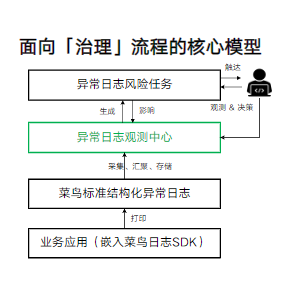 面向「治理」流程的核心模型
异常日志风险任务
触达
生成
影响
观测 & 决策
异常日志观测中心
采集、汇聚、存储
菜鸟标准结构化异常日志
打印
业务应用（嵌入菜鸟日志SDK）